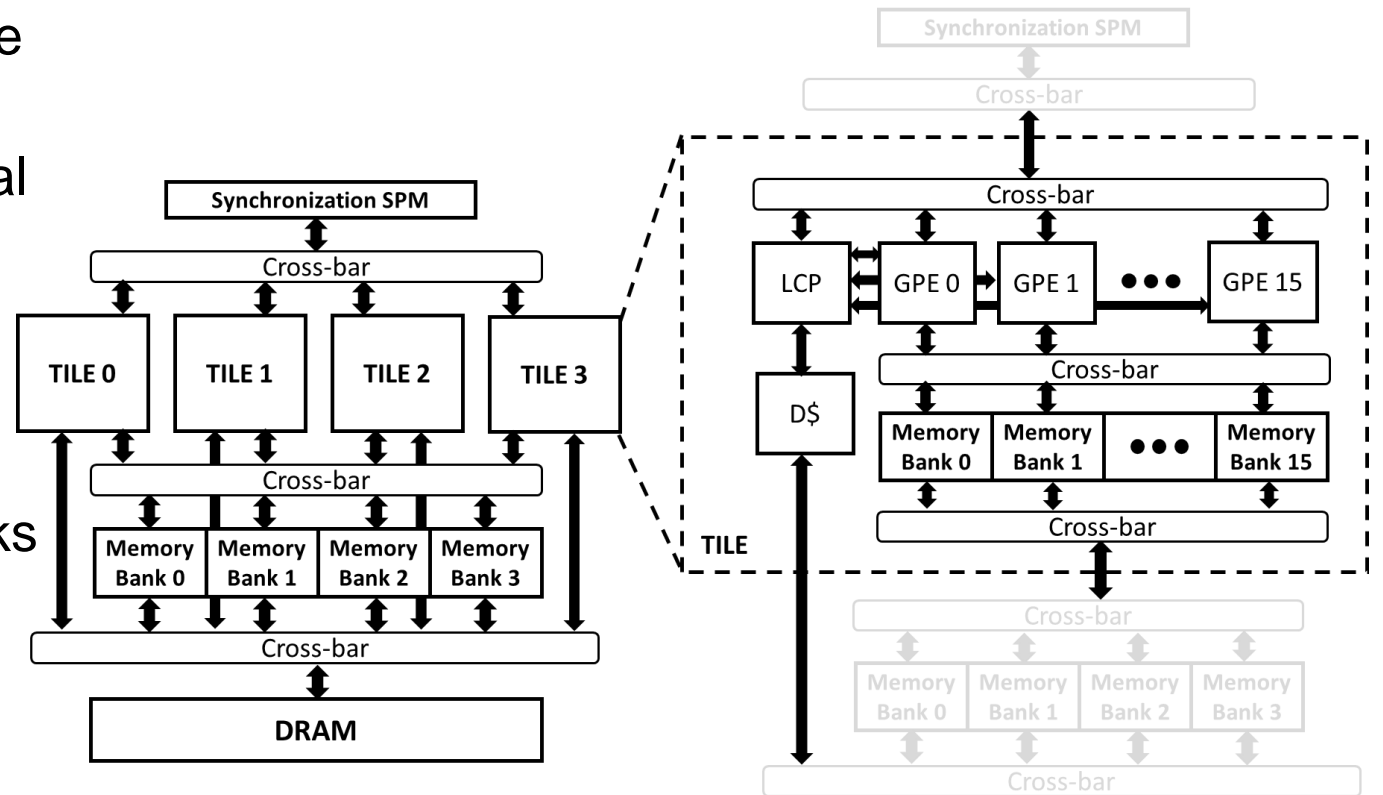 e
al
ks
Synchronization SPM
Cross-bar
TILE 0
TILE 1
TILE 2
TILE 3
Cross-bar
Memory
Bank 0
Memory
Bank 1
Memory
Bank 2
Memory
Bank 3
Cross-bar
DRAM
Synchronization SPM
Cross-bar
Cross-bar
LCP
GPE 0
GPE 1
•••
GPE 15
Cross-bar
D$
Memory
Bank 0
Memory
Bank 1
•••
Memory
Bank 15
Cross-bar
TILE
Cross-bar
Memory
Bank 0
Memory
Bank 1
Memory
Bank 2
Memory
Bank 3
Cross-bar